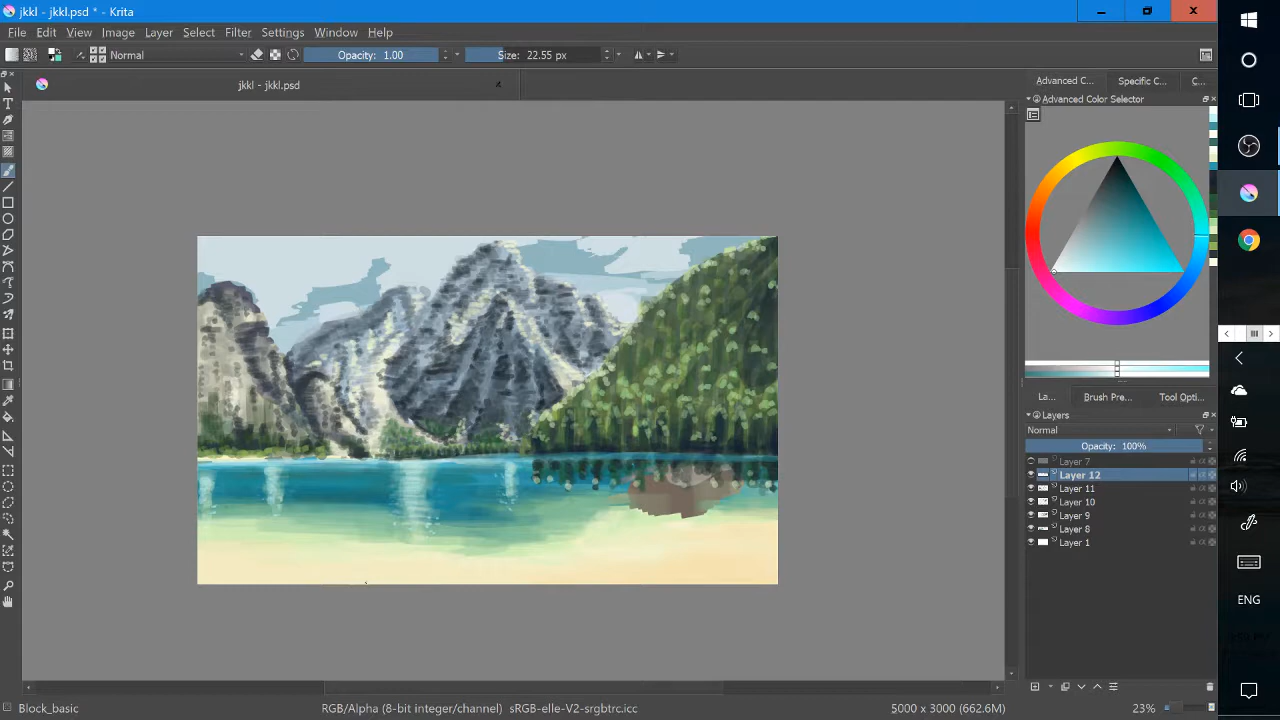 jkkl - jkkl.psd * - Krita
File Edit View Image Layer Select Filter Settings Window Help
Normal Opacity: 1.00 Size: 22.55 px
jkkl - jkkl.psd
Advanced C... Specific C... C...
Advanced Color Selector
La... Brush Pre... Tool Opti...
Layers
Normal
Opacity: 100%
Layer 7
Layer 12
Layer 11
Layer 10
Layer 9
Layer 8
Layer 1
ENG
Block_basic RGB/Alpha (8-bit integer/channel) sRGB-elle-V2-srgbtrc.icc 5000 x 3000 (662.6M) 23%